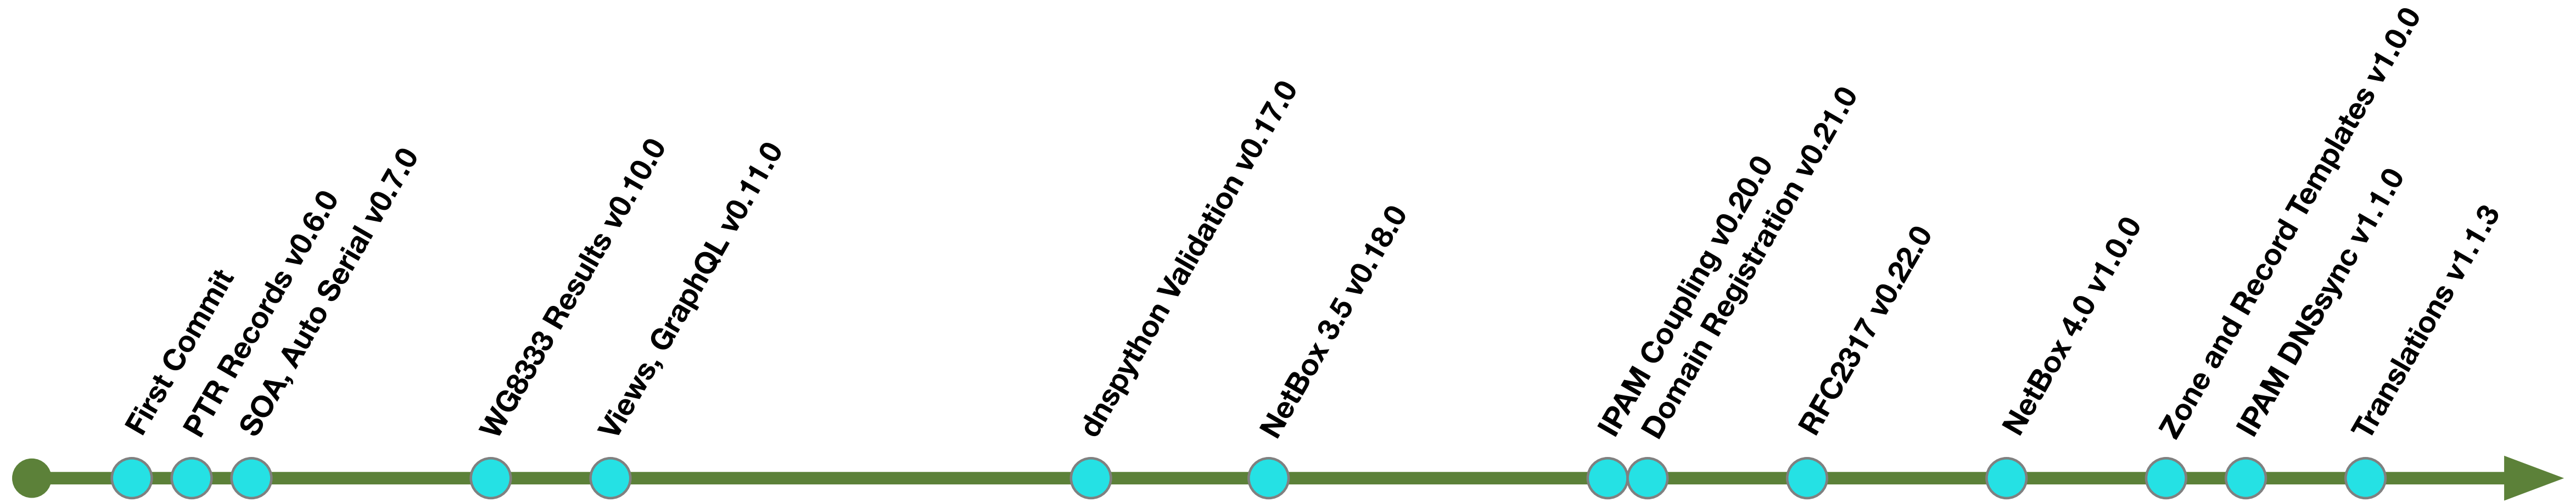 First Commit
PTR Records v0.6.0
SOA, Auto Serial v0.7.0
WG8333 Results v0.10.0
Views, GraphQL v0.11.0
dnspython Validation v0.17.0
NetBox 3.5 v0.18.0
IPAM Coupling v0.20.0
Domain Registration v0.21.0
RFC2317 v0.22.0
NetBox 4.0 v1.0.0
Zone and Record Templates v1.0.0
IPAM DNSsync v1.1.0
Translations v1.1.3